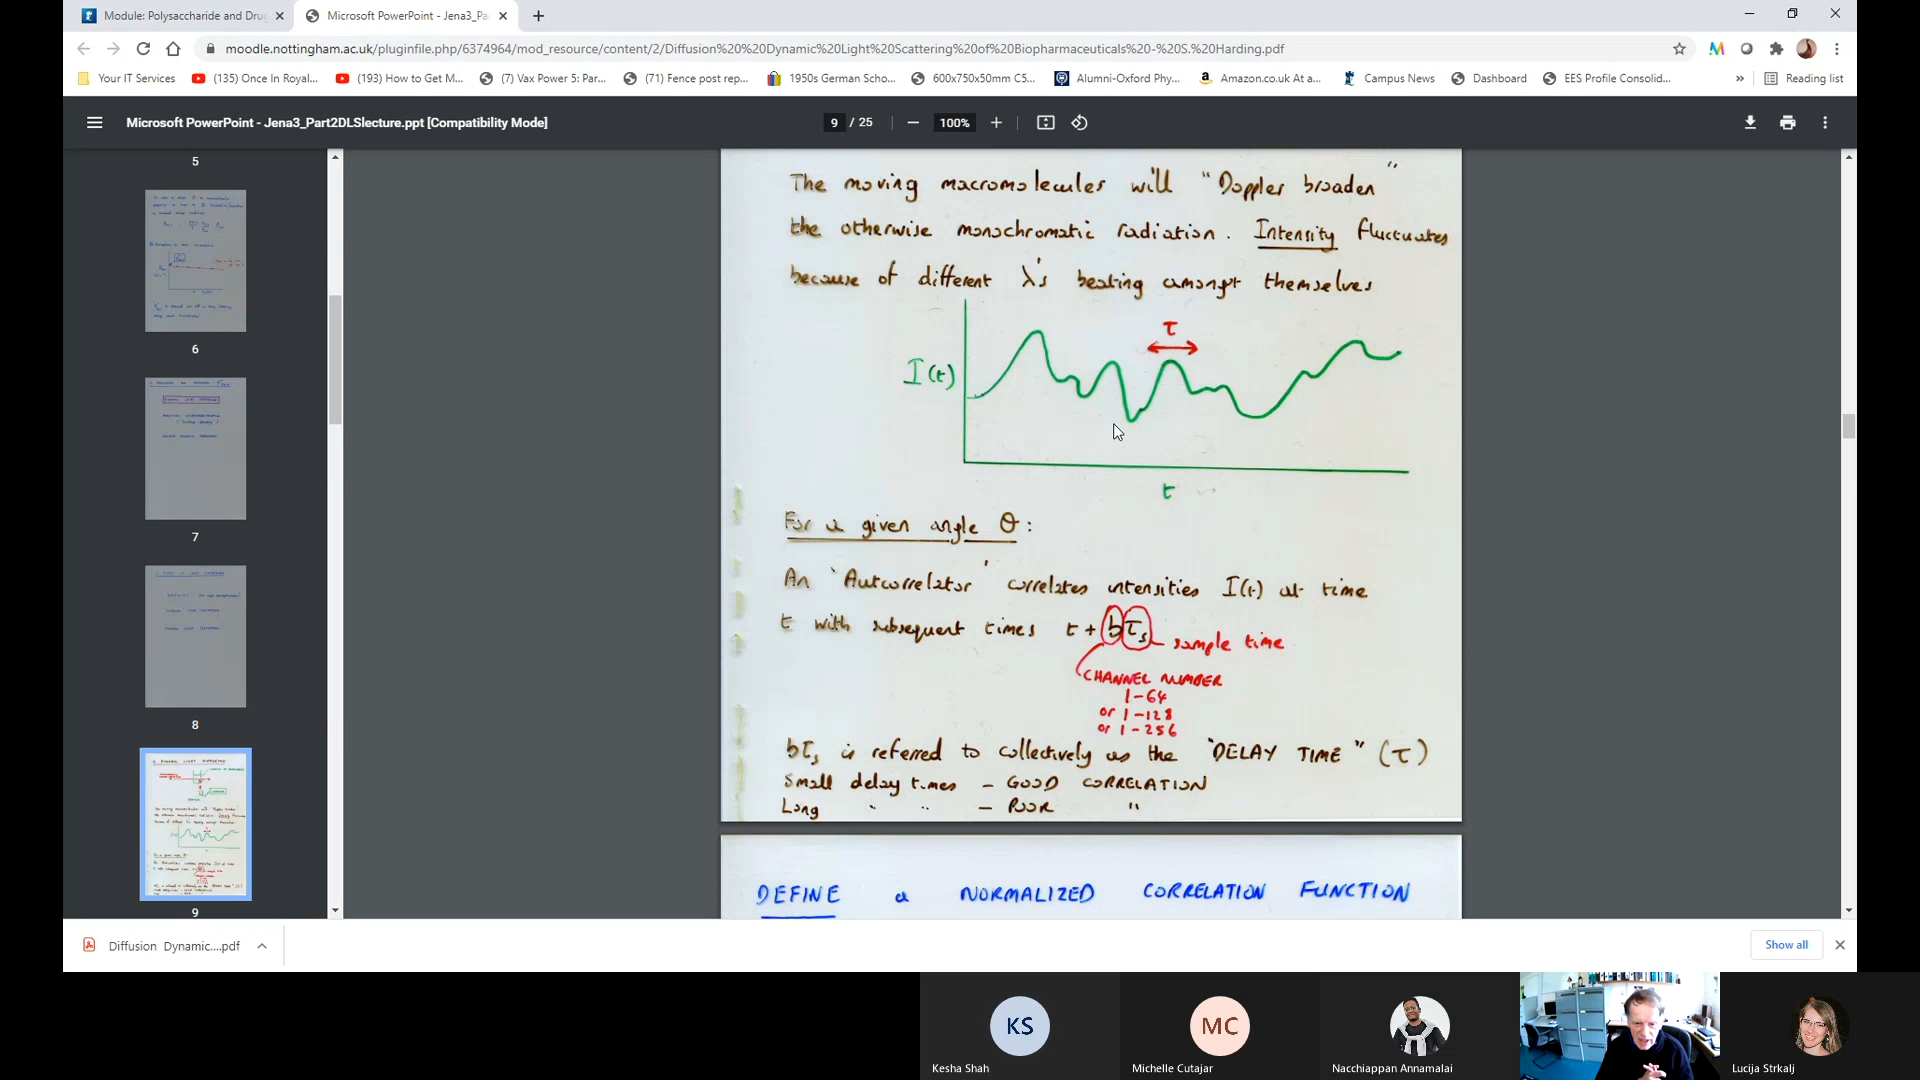 Module: Polysaccharide and Dru
Microsoft PowerPoint - Jena3_Pa
moodle.nottingham.ac.uk/pluginfile.php/6374964/mod_resource/content/2/Diffusion%20%20Dynamic%20Light%20Scattering%20of%20Biopharmaceuticals%20-%20S.%20Harding.pdf
Your IT Services
(135) Once In Royal...
(193) How to Get M...
(7) Vax Power 5: Par...
(71) Fence post rep...
1950s German Scho...
600x750x50mm C5...
Alumni-Oxford Phy...
Amazon.co.uk At a...
Campus News
Dashboard
EES Profile Consolid...
»
Reading list
Microsoft PowerPoint - Jena3_Part2DLSlecture.ppt [Compatibility Mode]
9 / 25
100%
5
6
7
8
9
The moving macromolecules will "Doppler broaden"
the otherwise monochromatic radiation. Intensity fluctuates
because of different λ's beating amongst themselves
τ
I(t)
t
For a given angle θ:
An 'Autocorrelator' correlates intensities I(t) at time
t with subsequent times t + bτs
sample time
CHANNEL NUMBER
1-64
or 1-128
or 1-256
bτs is referred to collectively as the "DELAY TIME" (τ)
Small delay times - GOOD CORRELATION
Long " " - POOR "
DEFINE a NORMALIZED CORRELATION FUNCTION
Diffusion Dynamic....pdf
Show all
KS
MC
Kesha Shah
Michelle Cutajar
Nacchiappan Annamalai
Lucija Strkalj